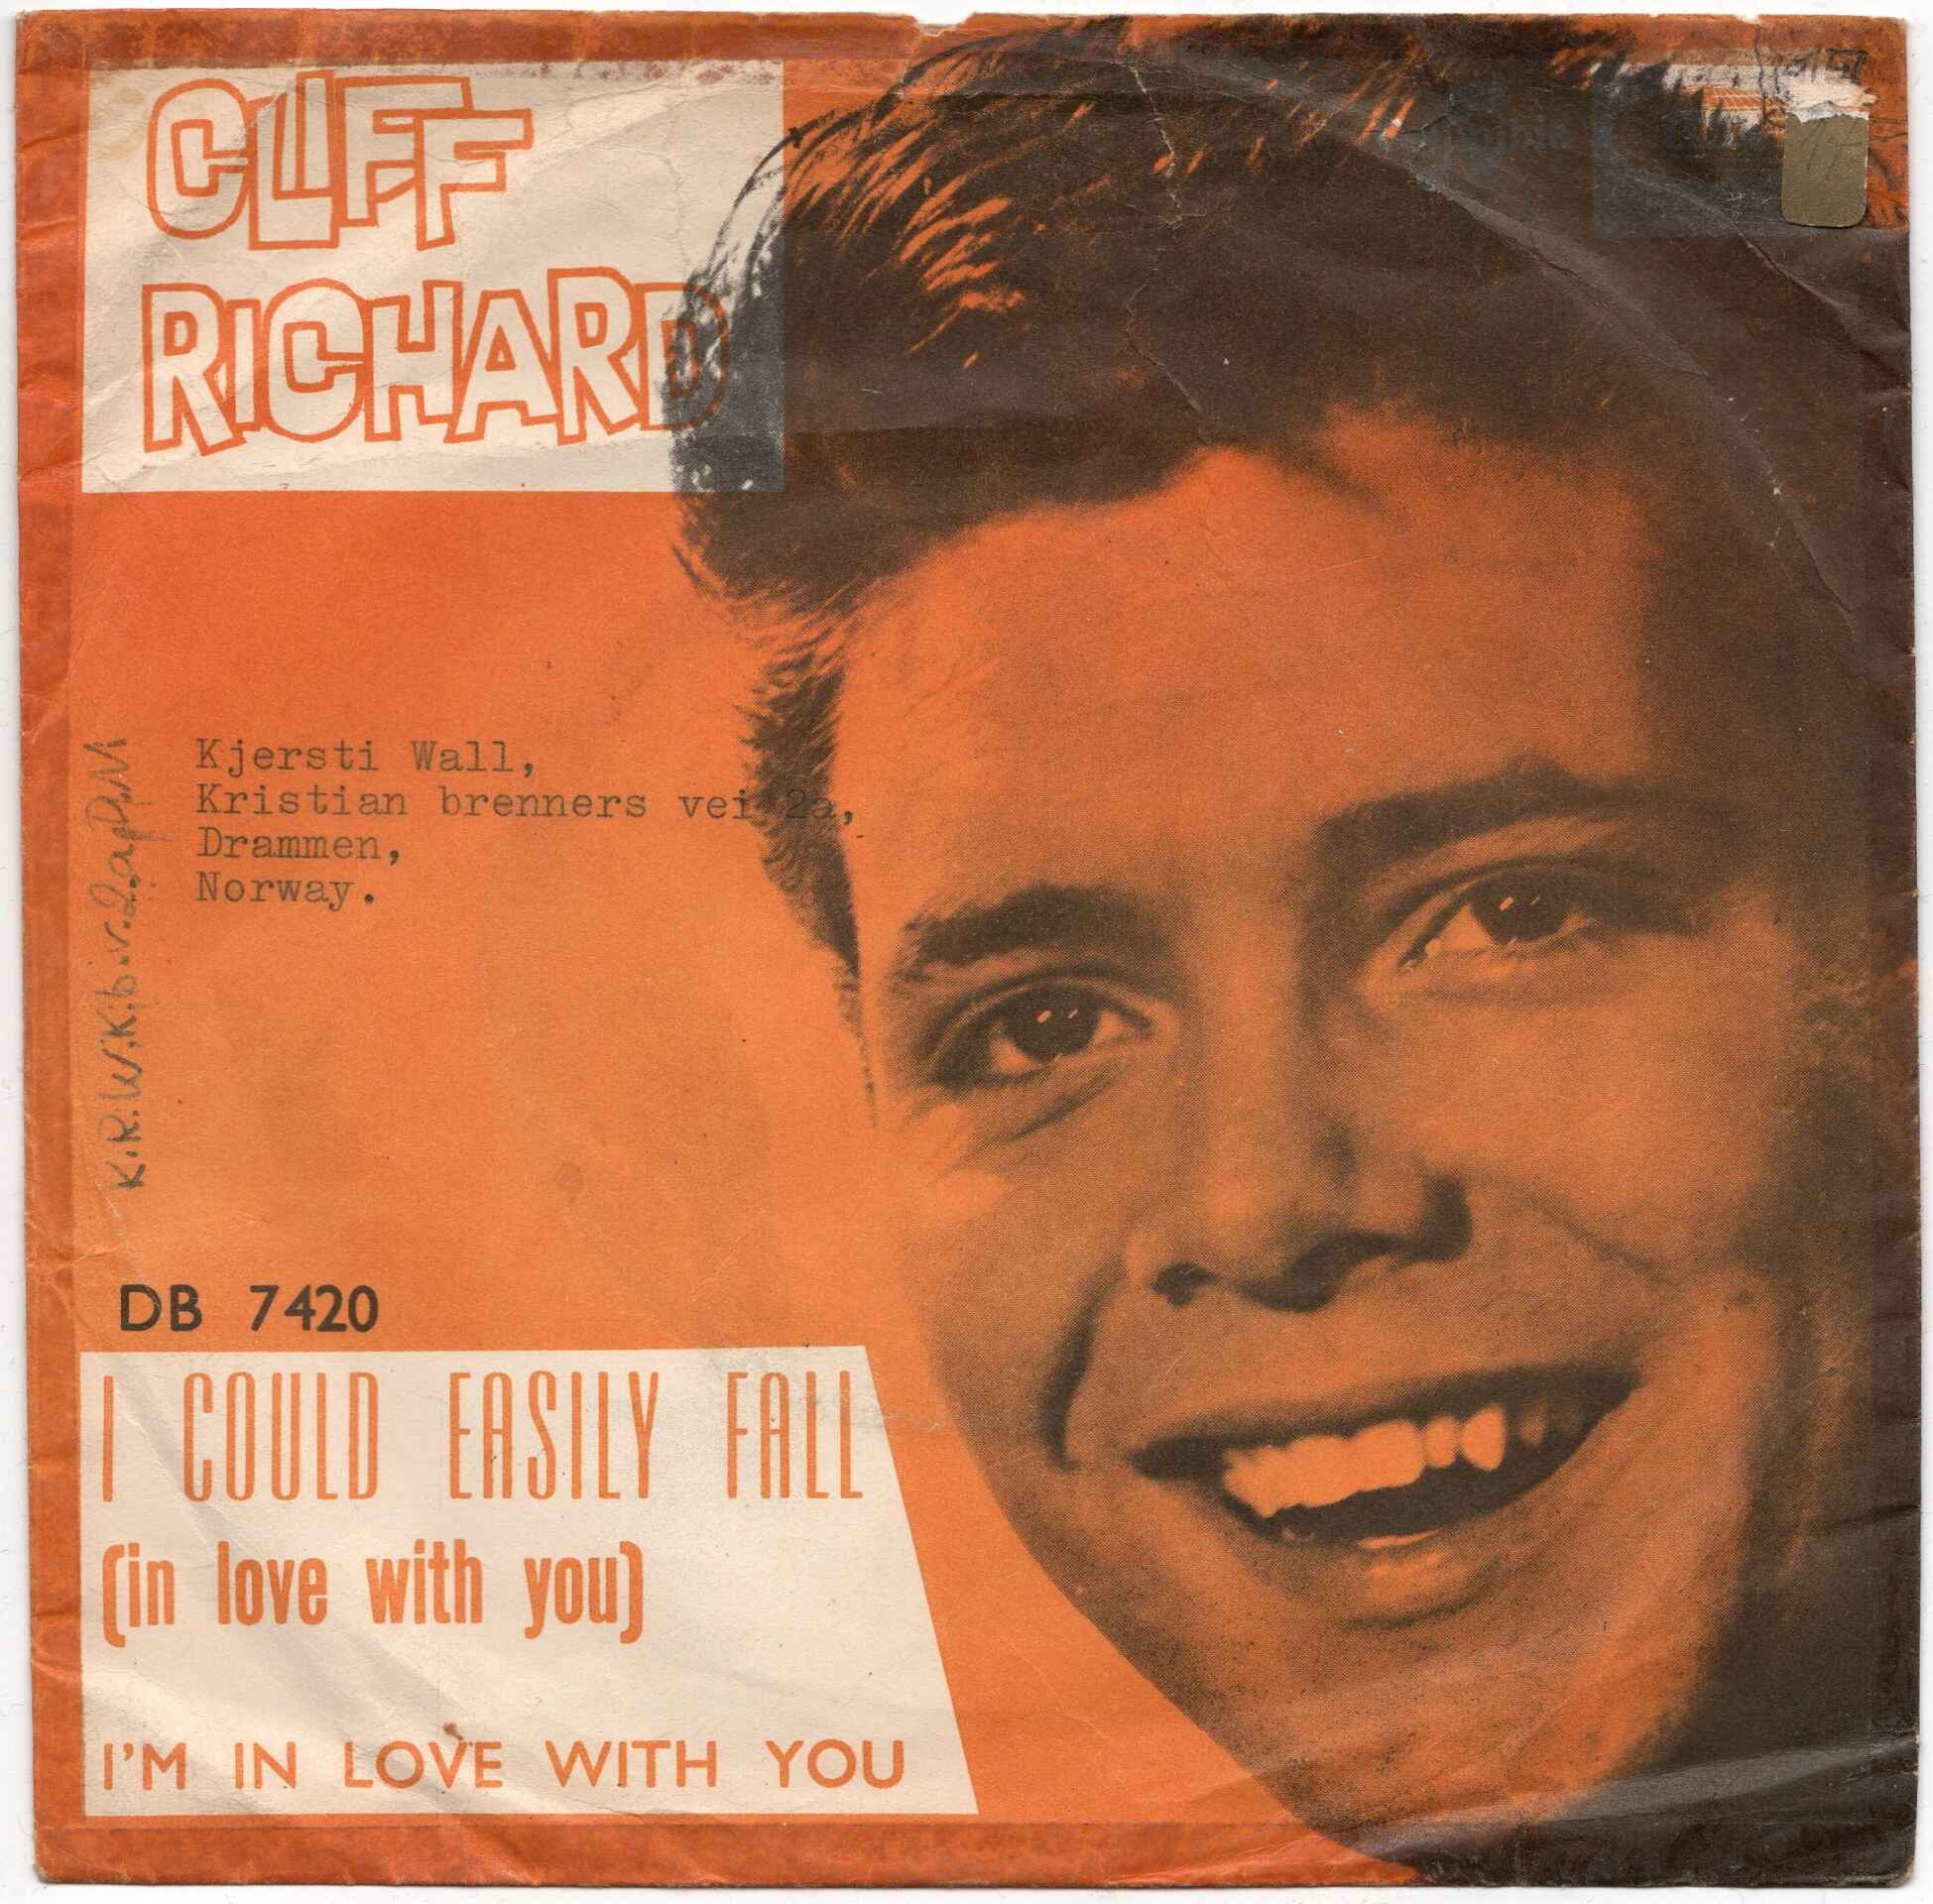 CLIFF
RICHARD
Kjersti Wall,
Kristian brenners vei 2a,
Drammen,
Norway.
K.R.W.K.b.v.2.a
DB 7420
I COULD EASILY FALL
(in love with you)
I'M IN LOVE WITH YOU